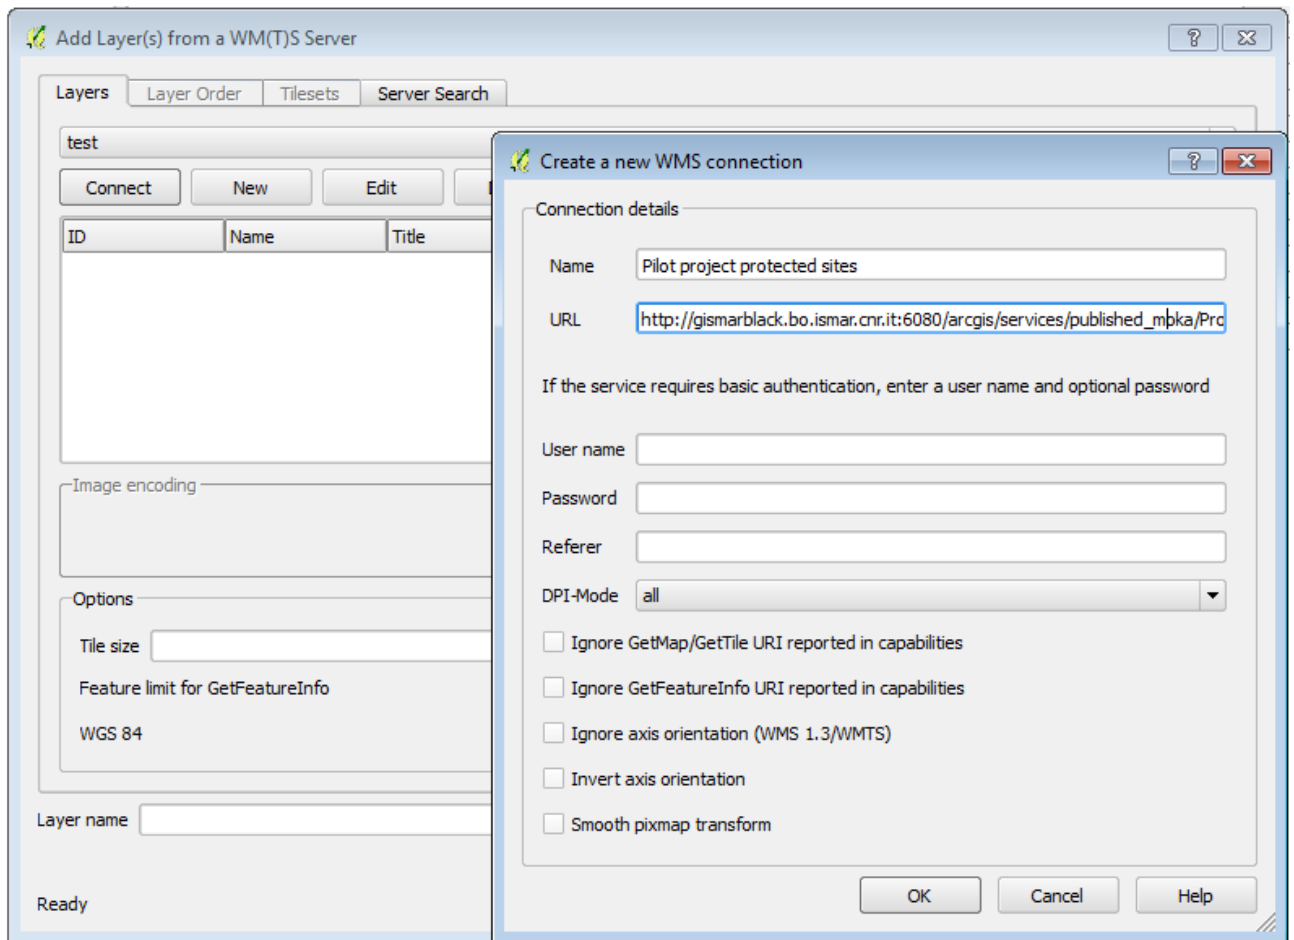 Add Layer(s) from a WM(T)S Server
Layers
Layer Order
Tilesets
Server Search
test
Connect
New
Edit
ID
Name
Title
Image encoding
Options
Tile size
Feature limit for GetFeatureInfo
WGS 84
Layer name
Ready
Create a new WMS connection
Connection details
Name
Pilot project protected sites
URL
http://gismarblack.bo.ismar.cnr.it:6080/arcgis/services/published_moka/Pro
If the service requires basic authentication, enter a user name and optional password
User name
Password
Referer
DPI-Mode
all
Ignore GetMap/GetTile URI reported in capabilities
Ignore GetFeatureInfo URI reported in capabilities
Ignore axis orientation (WMS 1.3/WMTS)
Invert axis orientation
Smooth pixmap transform
OK
Cancel
Help